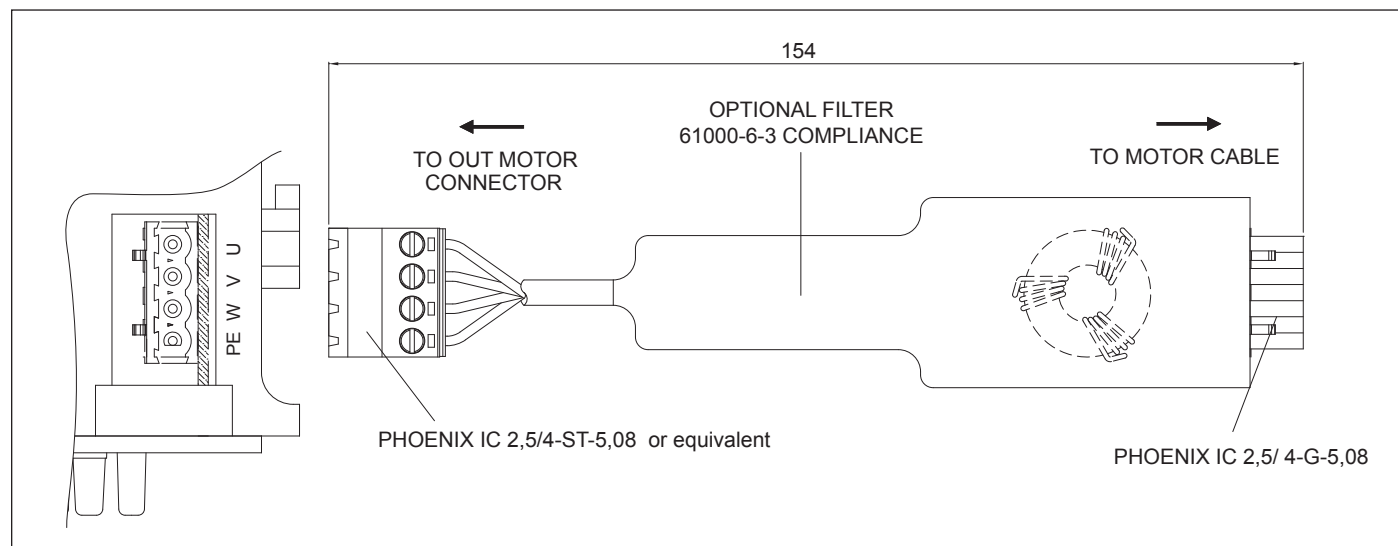 154
OPTIONAL FILTER
61000-6-3 COMPLIANCE
TO OUT MOTOR
CONNECTOR
TO MOTOR CABLE
PE W V U
PHOENIX IC 2,5/4-ST-5,08 or equivalent
PHOENIX IC 2,5/ 4-G-5,08